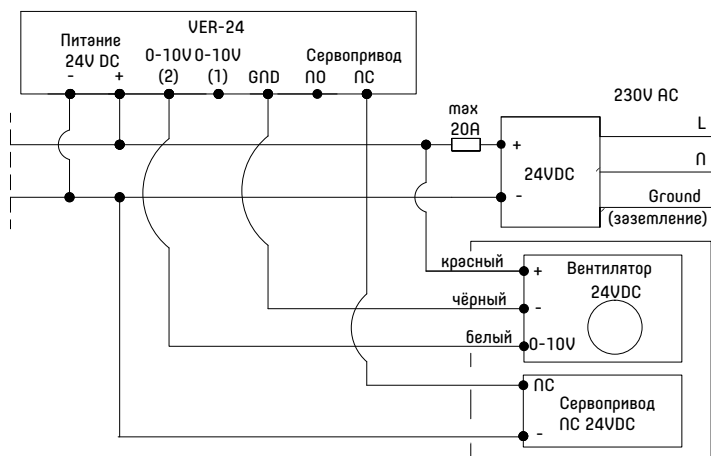 VER-24
Питание
24V DC
- +
0-10V
(2)
0-10V
(1)
GND
NO
Сервопривод
NC
max
20A
230V AC
L
N
Ground
(заземление)
+
24VDC
-
красный
чёрный
белый
+
Вентилятор
24VDC
-
0-10V
NC
Сервопривод
NC 24VDC
-